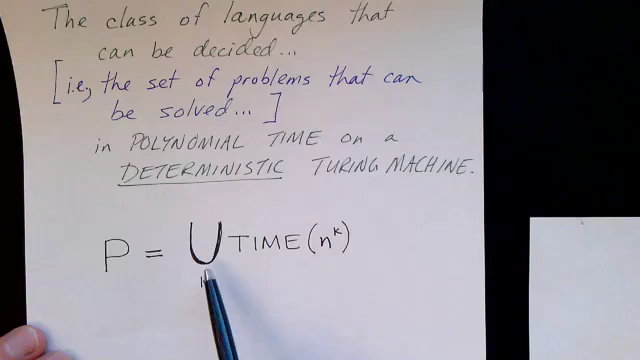 The class of languages that
can be decided...
[i.e., the set of problems that can
be solved... ]
in POLYNOMIAL TIME on a
DETERMINISTIC TURING MACHINE.
P = ∪ TIME(n^k)